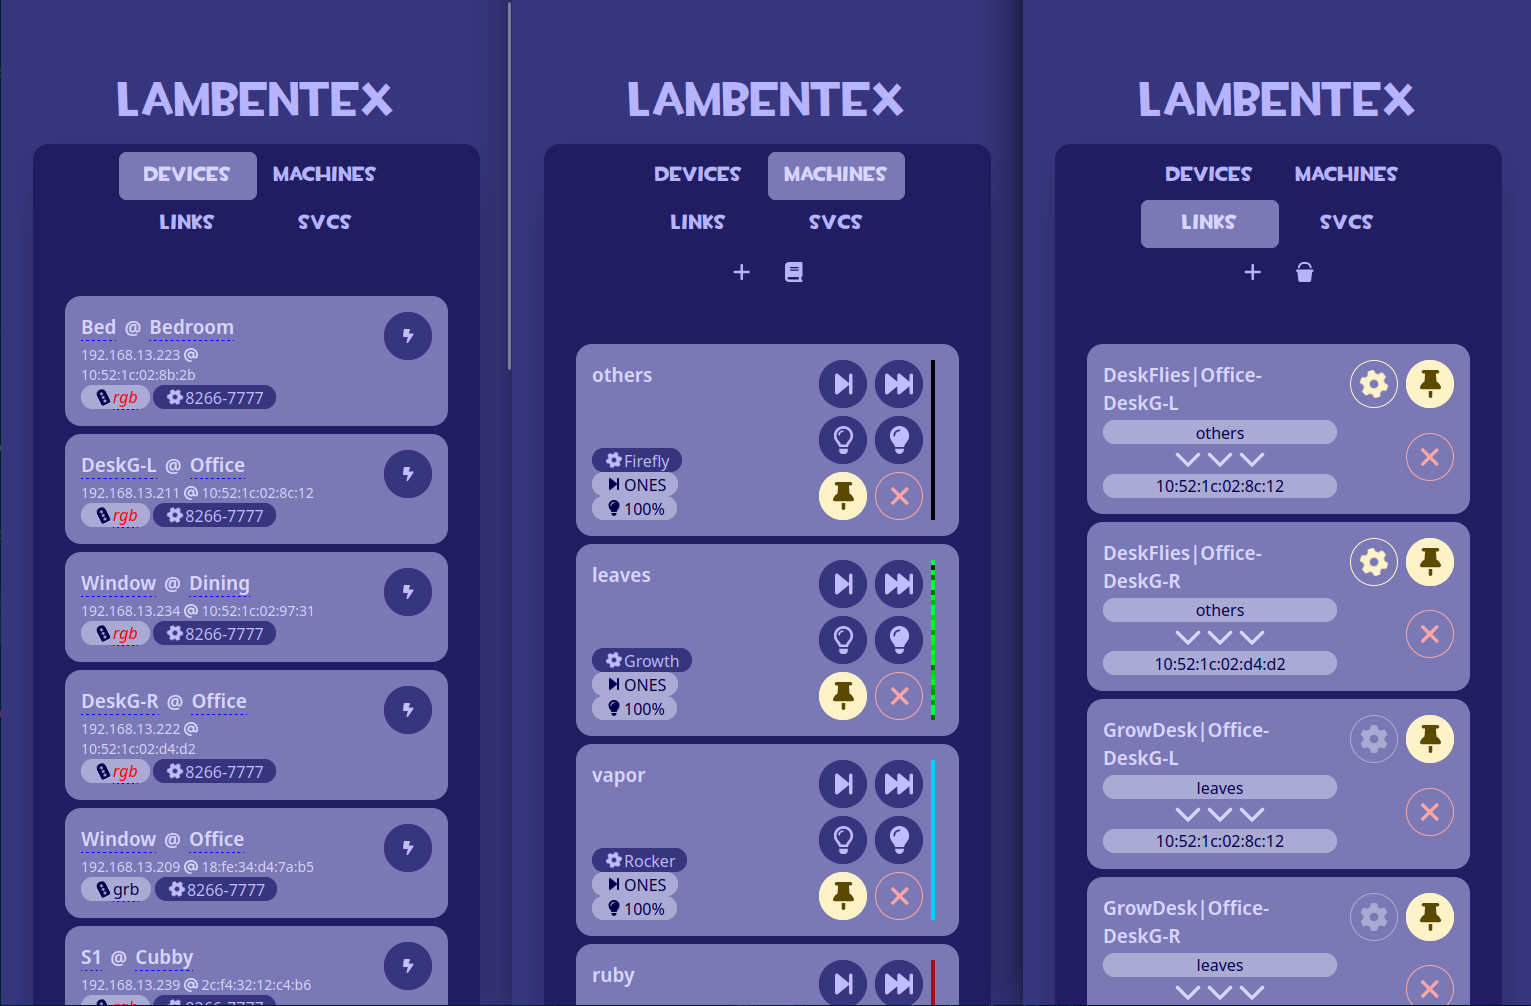 LAMBENTEX
DEVICES MACHINES
LINKS SVCS
Bed @ Bedroom
192.168.13.223 @
10:52:1c:02:8b:2b
rgb 8266-7777
DeskG-L @ Office
192.168.13.211 @ 10:52:1c:02:8c:12
rgb 8266-7777
Window @ Dining
192.168.13.234 @ 10:52:1c:02:97:31
rgb 8266-7777
DeskG-R @ Office
192.168.13.222 @
10:52:1c:02:d4:d2
rgb 8266-7777
Window @ Office
192.168.13.209 @ 18:fe:34:d4:7a:b5
grb 8266-7777
S1 @ Cubby
192.168.13.239 @ 2c:f4:32:12:c4:b6
rgb 8266-7777
LAMBENTEX
DEVICES MACHINES
LINKS SVCS
others
Firefly
ONES
100%
leaves
Growth
ONES
100%
vapor
Rocker
ONES
100%
ruby
LAMBENTEX
DEVICES MACHINES
LINKS SVCS
DeskFlies|Office-
DeskG-L
others
10:52:1c:02:8c:12
DeskFlies|Office-
DeskG-R
others
10:52:1c:02:d4:d2
GrowDesk|Office-
DeskG-L
leaves
10:52:1c:02:8c:12
GrowDesk|Office-
DeskG-R
leaves